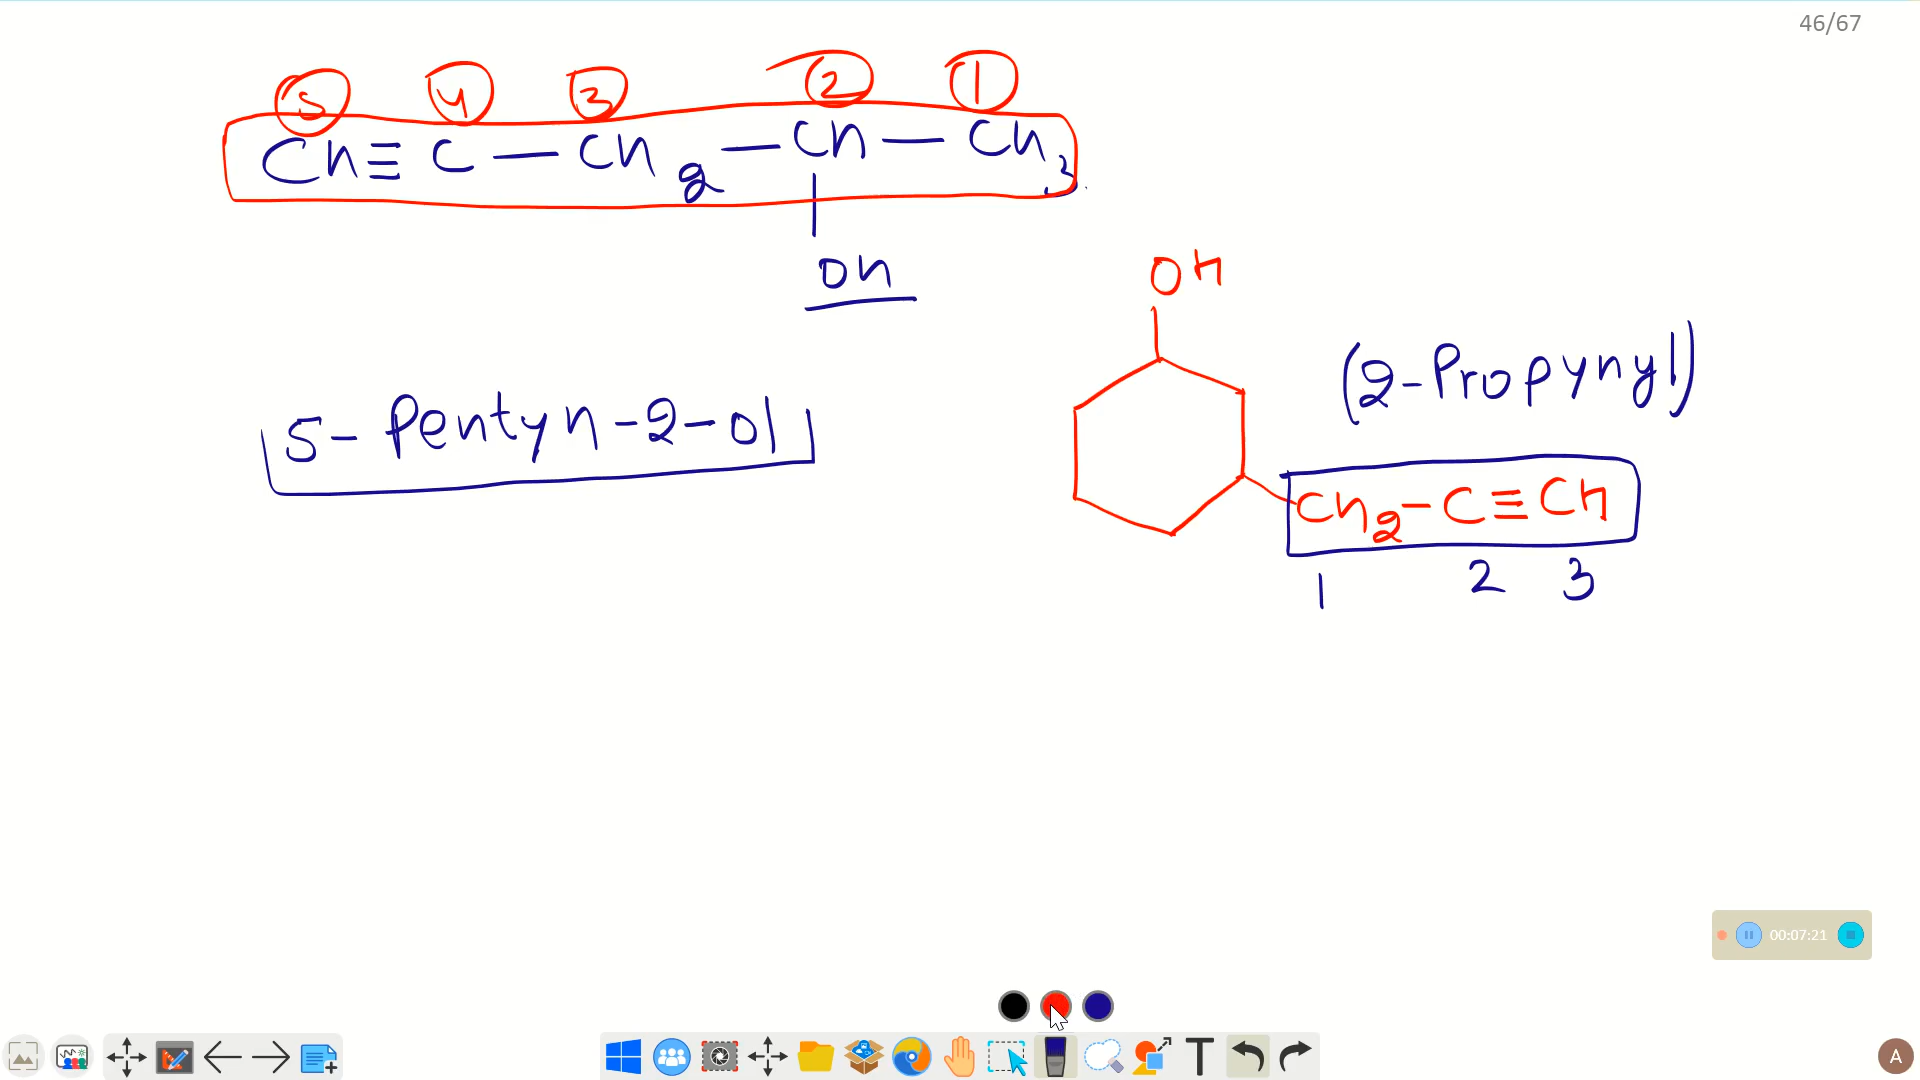 46/67
5 4 3 2 1
CH≡C—CH2—CH—CH3
OH
OH
(2-Propynyl)
5-Pentyn-2-ol
CH2-C≡CH
1 2 3
00:07:21
T
A